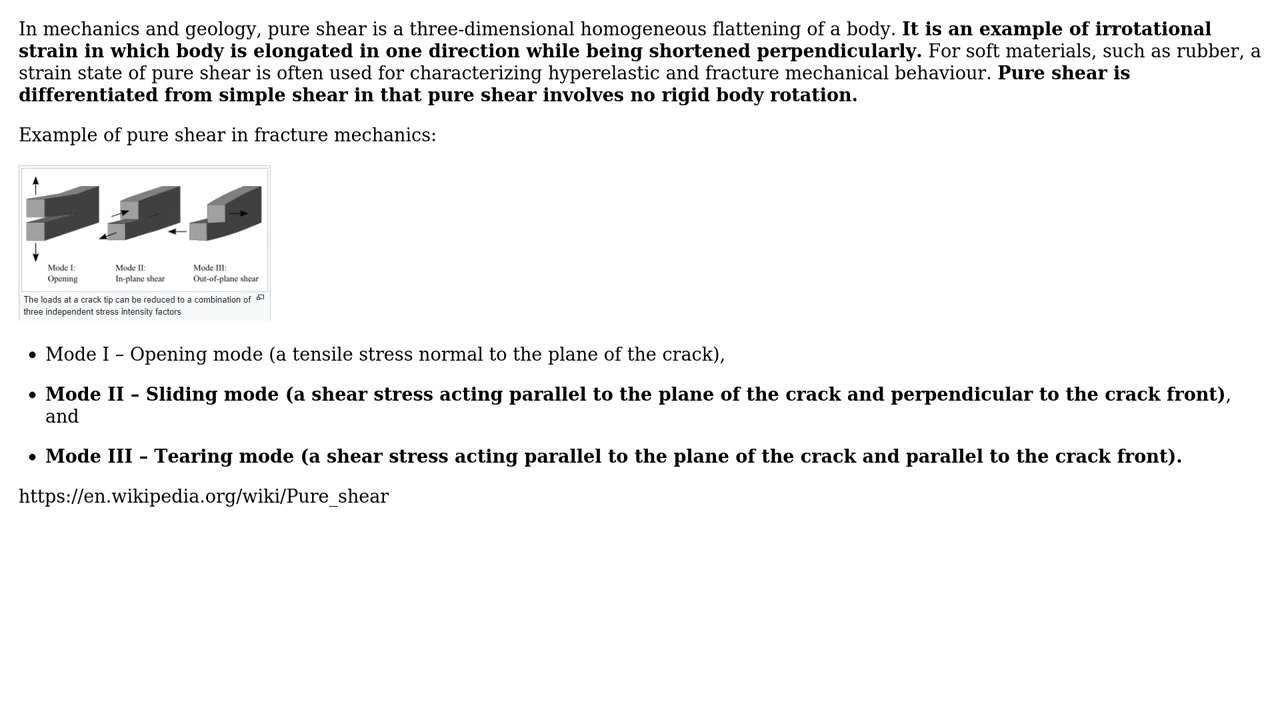 In mechanics and geology, pure shear is a three-dimensional homogeneous flattening of a body. It is an example of irrotational
strain in which body is elongated in one direction while being shortened perpendicularly. For soft materials, such as rubber, a
strain state of pure shear is often used for characterizing hyperelastic and fracture mechanical behaviour. Pure shear is
differentiated from simple shear in that pure shear involves no rigid body rotation.
Example of pure shear in fracture mechanics:
Mode I: Mode II: Mode III:
Opening In-plane shear Out-of-plane shear
The loads at a crack tip can be reduced to a combination of
three independent stress intensity factors
• Mode I – Opening mode (a tensile stress normal to the plane of the crack),
• Mode II – Sliding mode (a shear stress acting parallel to the plane of the crack and perpendicular to the crack front),
and
• Mode III – Tearing mode (a shear stress acting parallel to the plane of the crack and parallel to the crack front).
https://en.wikipedia.org/wiki/Pure_shear